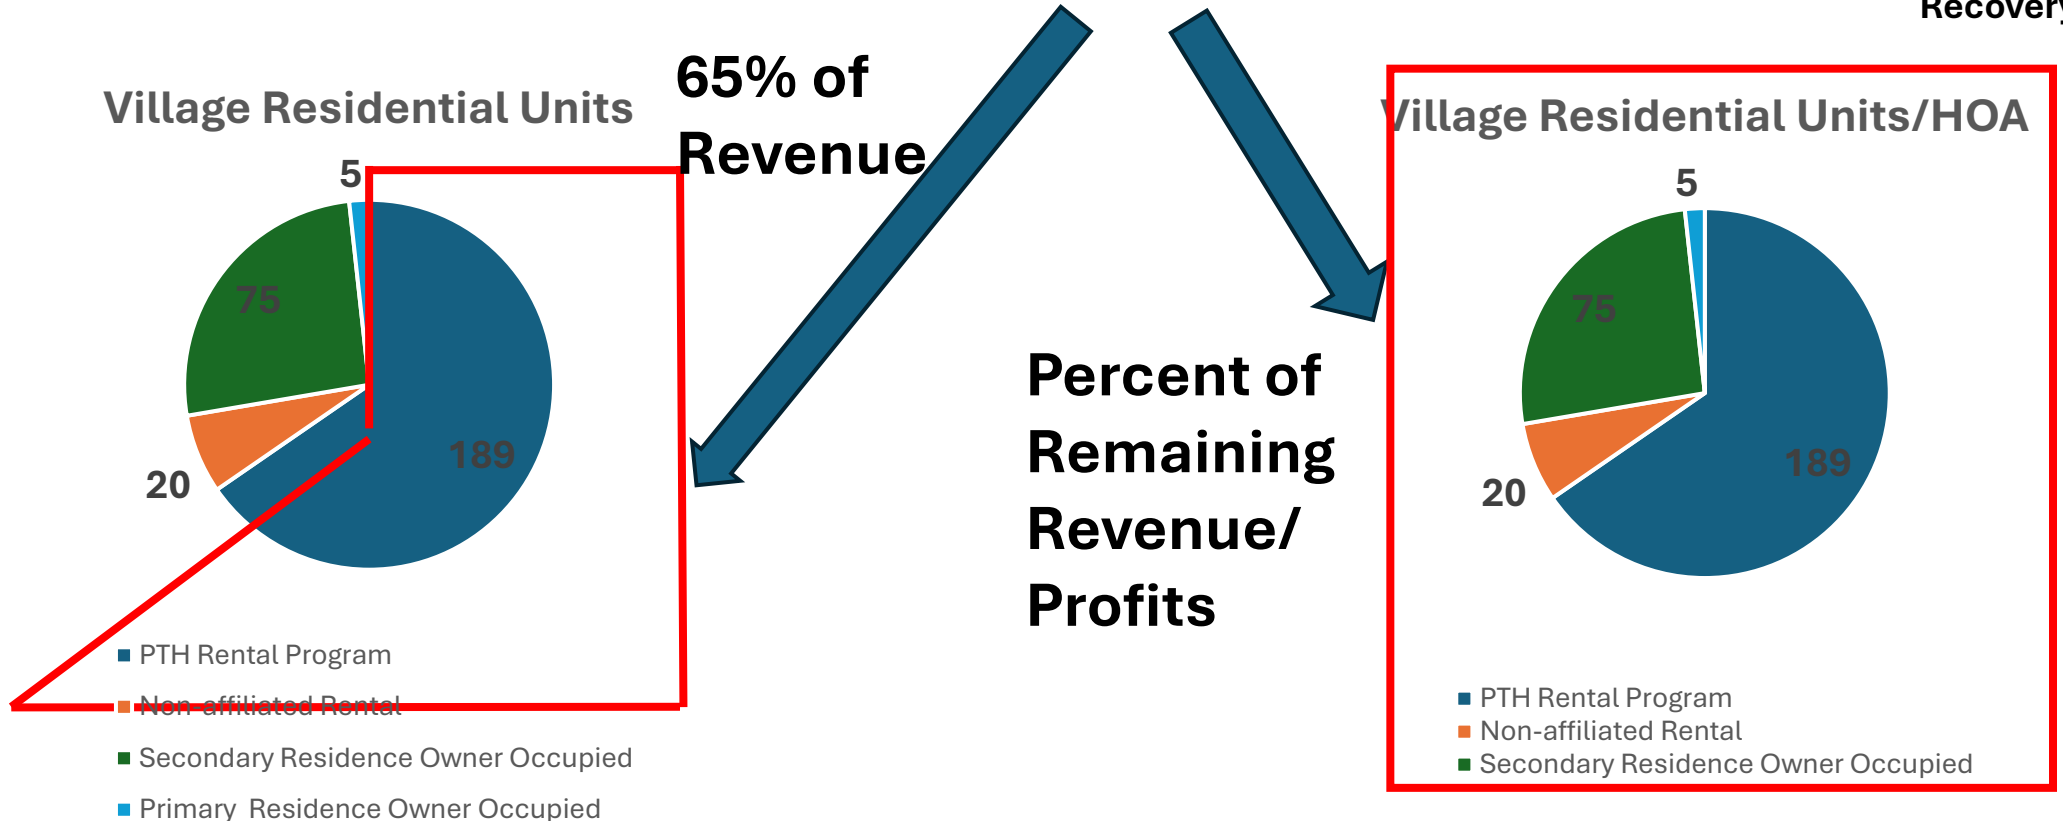 Recovery
65% of
Revenue
Village Residential Units
5
75
20
189
PTH Rental Program
Non-affiliated Rental
Secondary Residence Owner Occupied
Primary  Residence Owner Occupied
Percent of
Remaining
Revenue/
Profits
Village Residential Units/HOA
5
75
20
189
PTH Rental Program
Non-affiliated Rental
Secondary Residence Owner Occupied